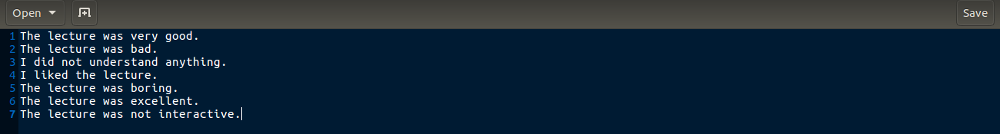 Open Save
1 The lecture was very good.
2 The lecture was bad.
3 I did not understand anything.
4 I liked the lecture.
5 The lecture was boring.
6 The lecture was excellent.
7 The lecture was not interactive.